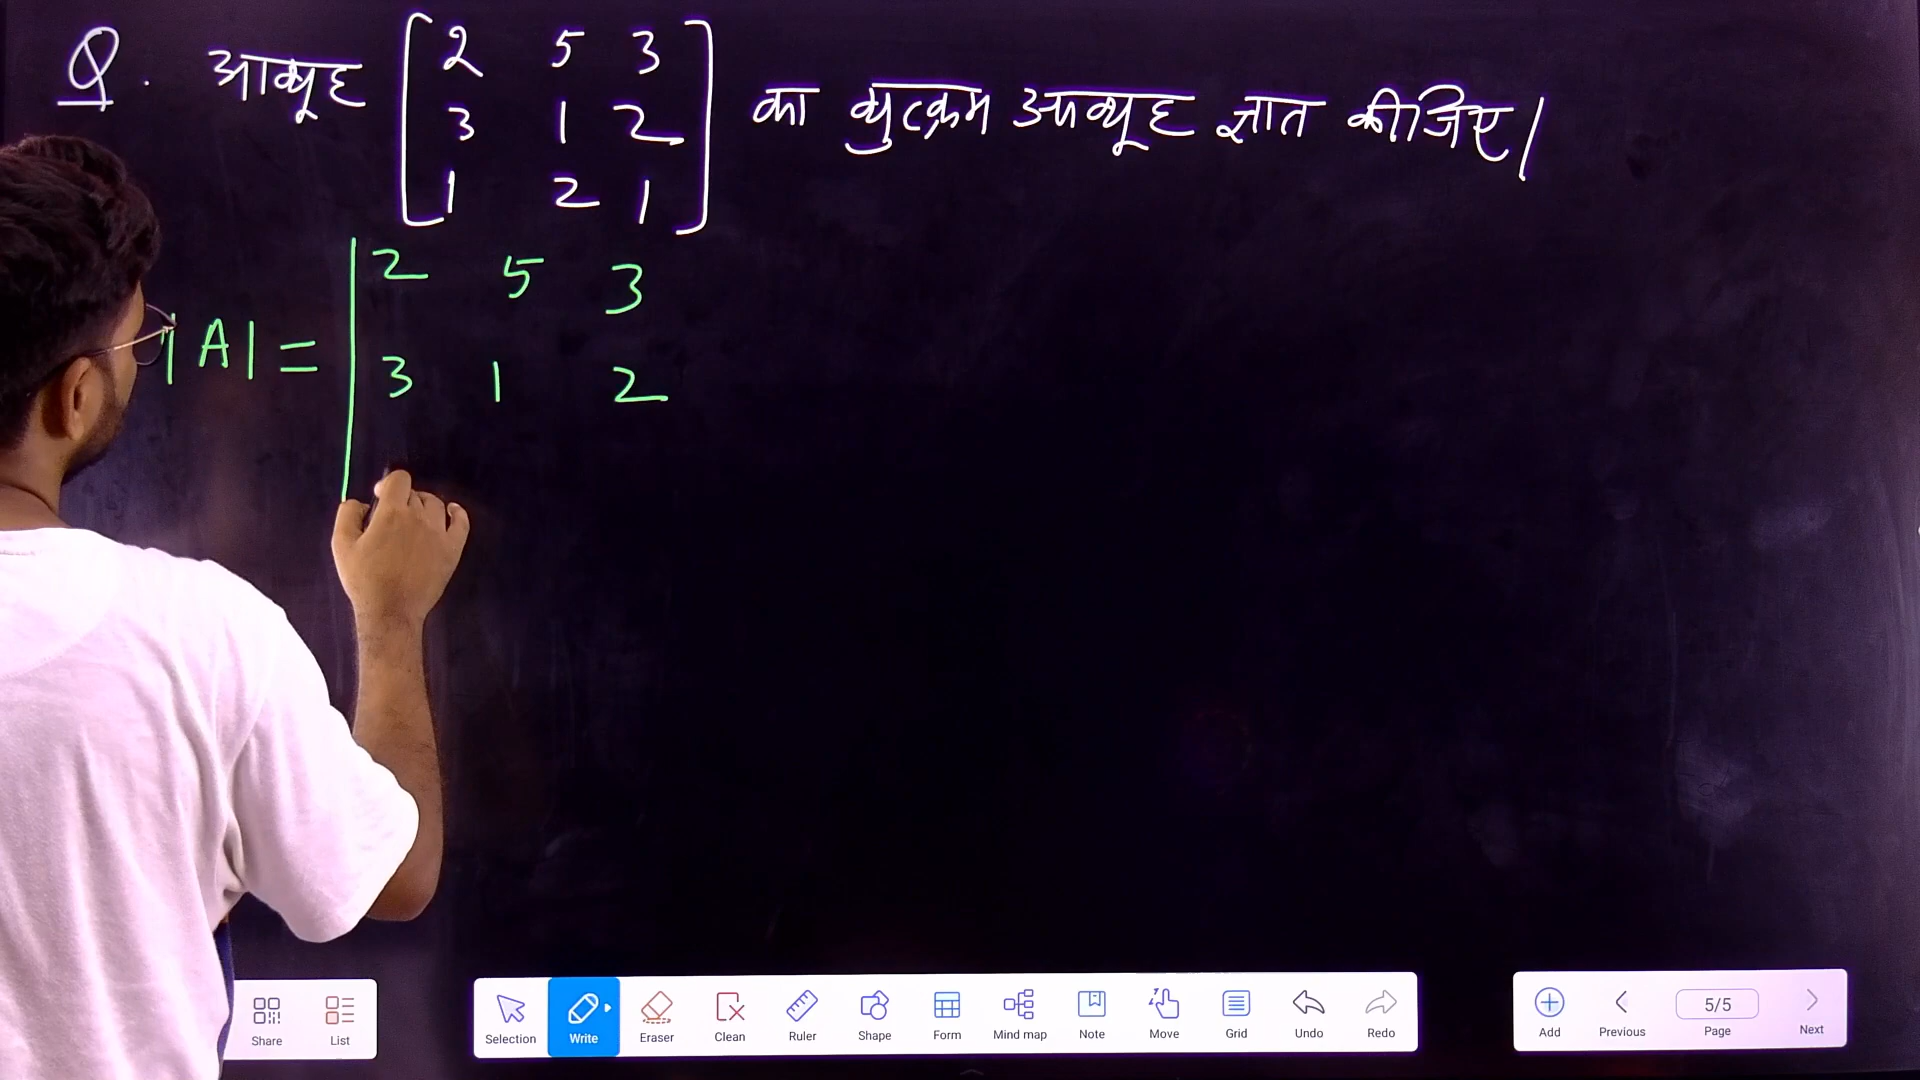 Q. आव्यूह [2 5 3
3 1 2
1 2 1] का व्युत्क्रम आव्यूह ज्ञात कीजिए।
|A| = | 2 5 3
3 1 2
Share List Selection Write Eraser Clean Ruler Shape Form Mind map Note Move Grid Undo Redo Add Previous 5/5 Page Next